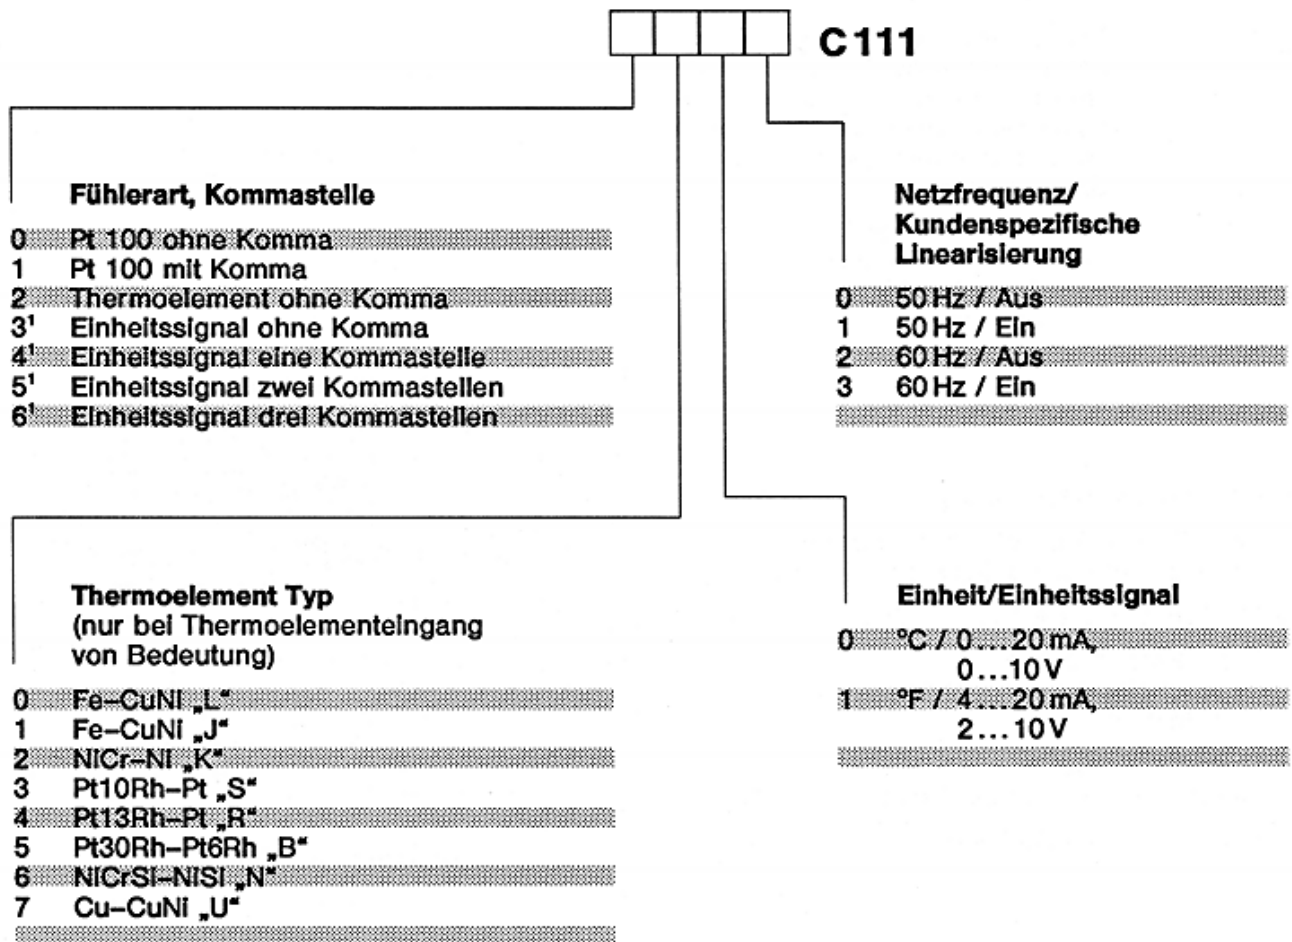 C111
Fühlerart, Kommastelle
0 Pt 100 ohne Komma
1 Pt 100 mit Komma
2 Thermoelement ohne Komma
3¹ Einheitssignal ohne Komma
4¹ Einheitssignal eine Kommastelle
5¹ Einheitssignal zwei Kommastellen
6¹ Einheitssignal drei Kommastellen
Netzfrequenz/
Kundenspezifische
Linearisierung
0 50 Hz / Aus
1 50 Hz / Ein
2 60 Hz / Aus
3 60 Hz / Ein
Thermoelement Typ
(nur bei Thermoelementeingang
von Bedeutung)
0 Fe–CuNi „L“
1 Fe–CuNi „J“
2 NiCr–Ni „K“
3 Pt10Rh–Pt „S“
4 Pt13Rh–Pt „R“
5 Pt30Rh–Pt6Rh „B“
6 NiCrSi–NiSi „N“
7 Cu–CuNi „U“
Einheit/Einheitssignal
0 °C / 0...20 mA,
0...10 V
1 °F / 4...20 mA,
2...10 V